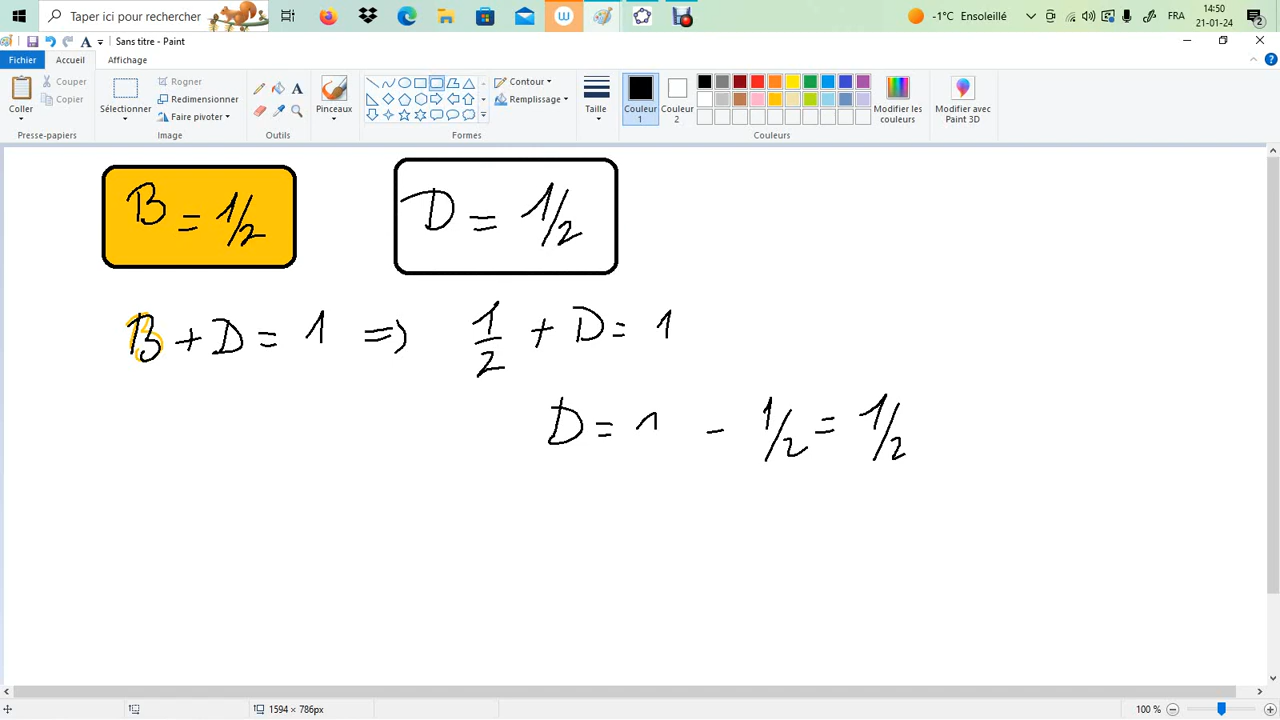 Taper ici pour rechercher -1°C Ensoleillé FRA 14:50 21-01-24 2
Sans titre - Paint
Fichier Accueil Affichage
Coller Couper Copier Presse-papiers
Sélectionner Rogner Redimensionner Faire pivoter Image
A Outils
Pinceaux
Contour Remplissage Formes
Taille
Couleur 1 Couleur 2 Modifier les couleurs Couleurs
Modifier avec Paint 3D
B = 1/2 D = 1/2
B + D = 1 => 1/2 + D = 1
D = 1 - 1/2 = 1/2
1594 × 786px 100 %